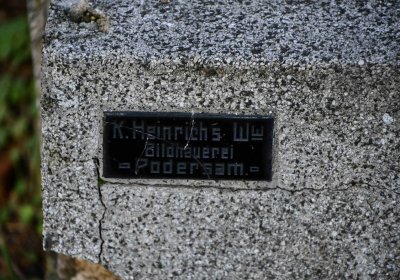 K. Heinrich's Wwe
Bildhauerei
- Podersam. -